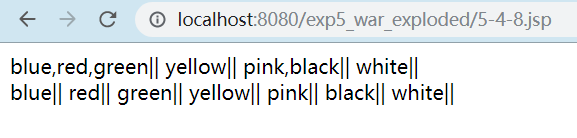 localhost:8080/exp5_war_exploded/5-4-8.jsp
blue,red,green|| yellow|| pink,black|| white||
blue|| red|| green|| yellow|| pink|| black|| white||